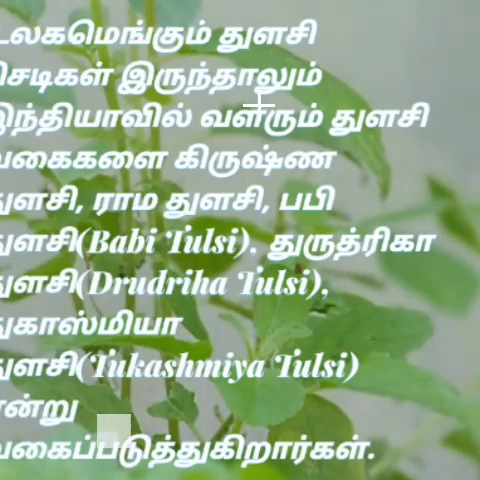 உலகமெங்கும் துளசி
செடிகள் இருந்தாலும்
இந்தியாவில் வளரும் துளசி
வகைகளை கிருஷ்ண
துளசி, ராம துளசி, பபி
துளசி(Babi Tulsi), துருத்ரிகா
துளசி(Drudriha Tulsi),
துகாஸ்மியா
துளசி(Tukashmiya Tulsi)
என்று
வகைப்படுத்துகிறார்கள்.